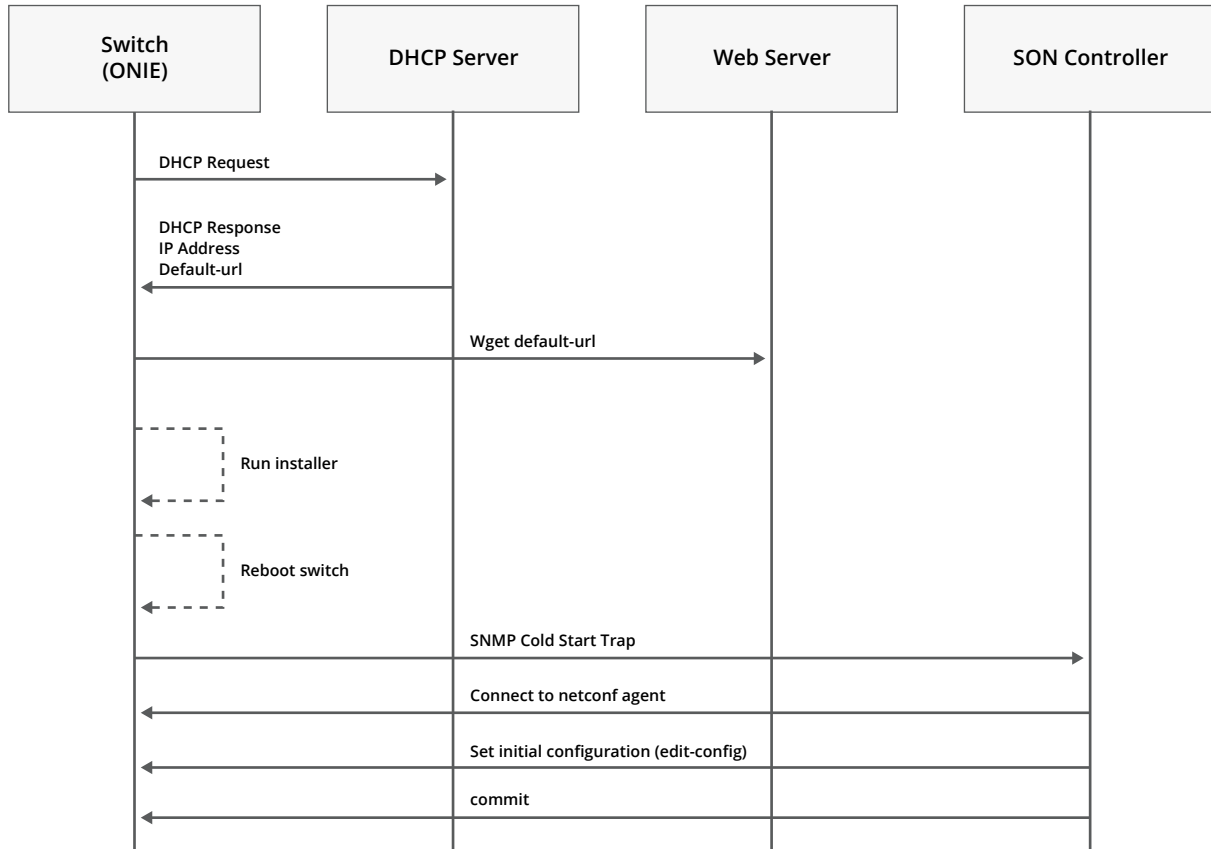 Switch
(ONIE)
DHCP Server
Web Server
SON Controller
DHCP Request
DHCP Response
IP Address
Default-url
Wget default-url
Run installer
Reboot switch
SNMP Cold Start Trap
Connect to netconf agent
Set initial configuration (edit-config)
commit